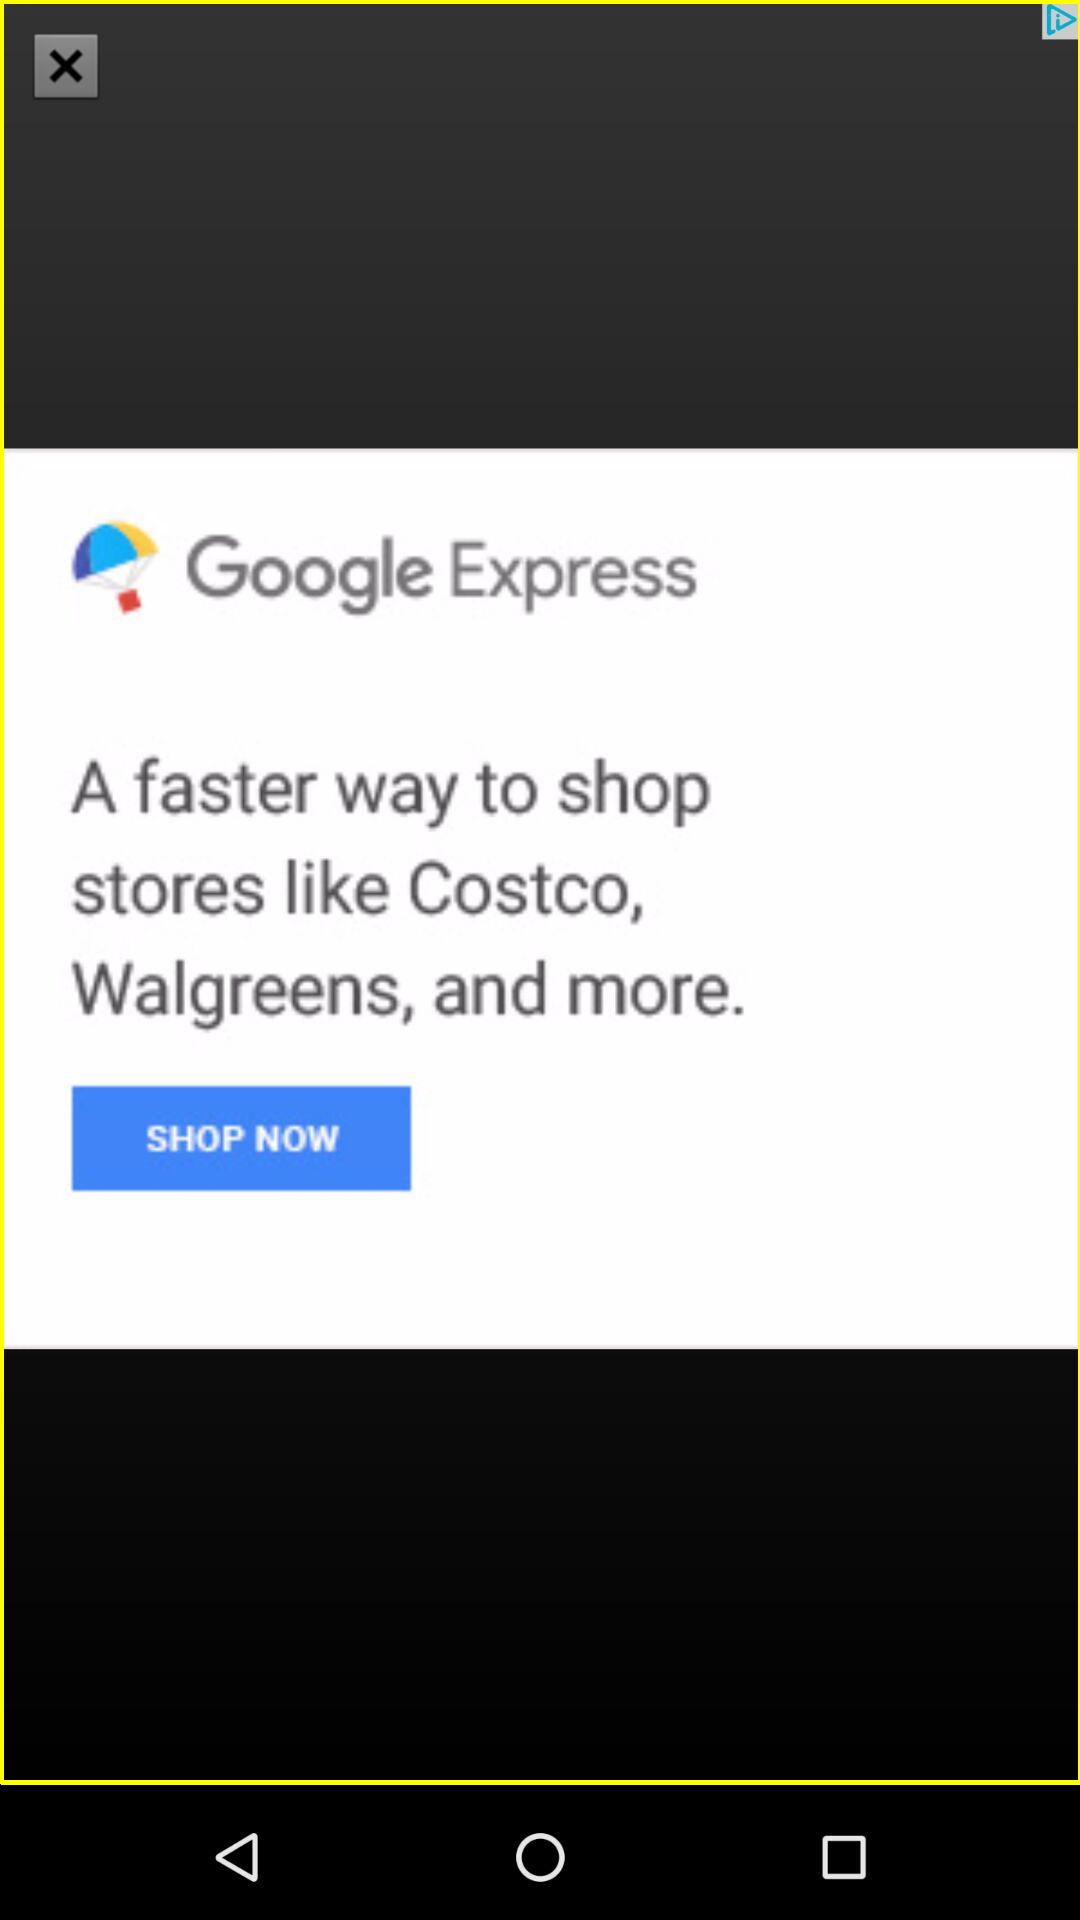 Google Express
A faster way to shop
stores like Costco,
Walgreens, and more.
SHOP NOW